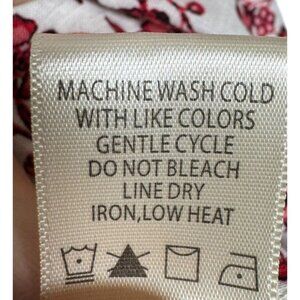 MACHINE WASH COLD
WITH LIKE COLORS
GENTLE CYCLE
DO NOT BLEACH
LINE DRY
IRON,LOW HEAT